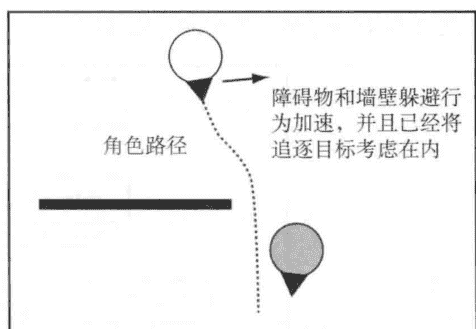 障碍物和墙壁躲避行
为加速，并且已经将
追逐目标考虑在内
角色路径